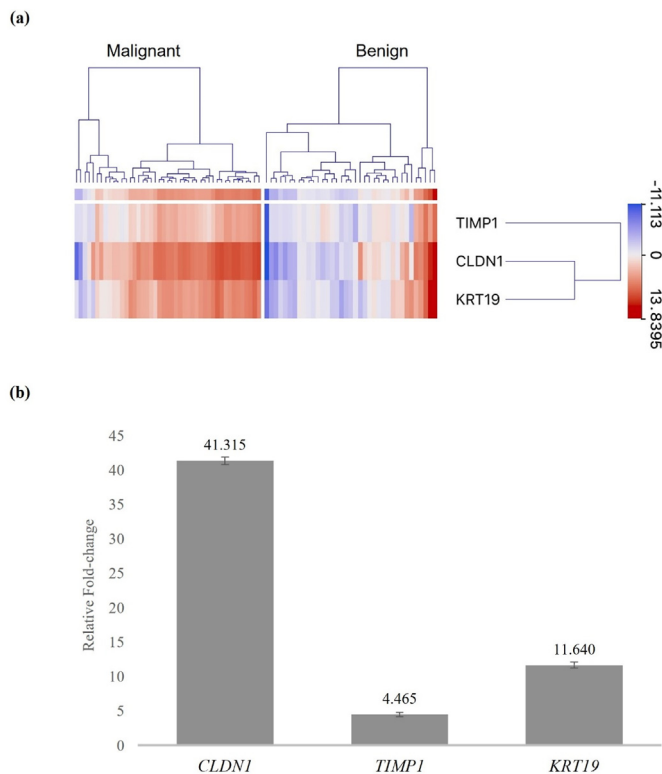 (a)
Malignant
Benign
TIMP1
CLDN1
KRT19
-11.1113
0
13.8395
(b)
Relative Fold-change
45
40
35
30
25
20
15
10
5
0
41.315
4.465
11.640
CLDN1
TIMP1
KRT19